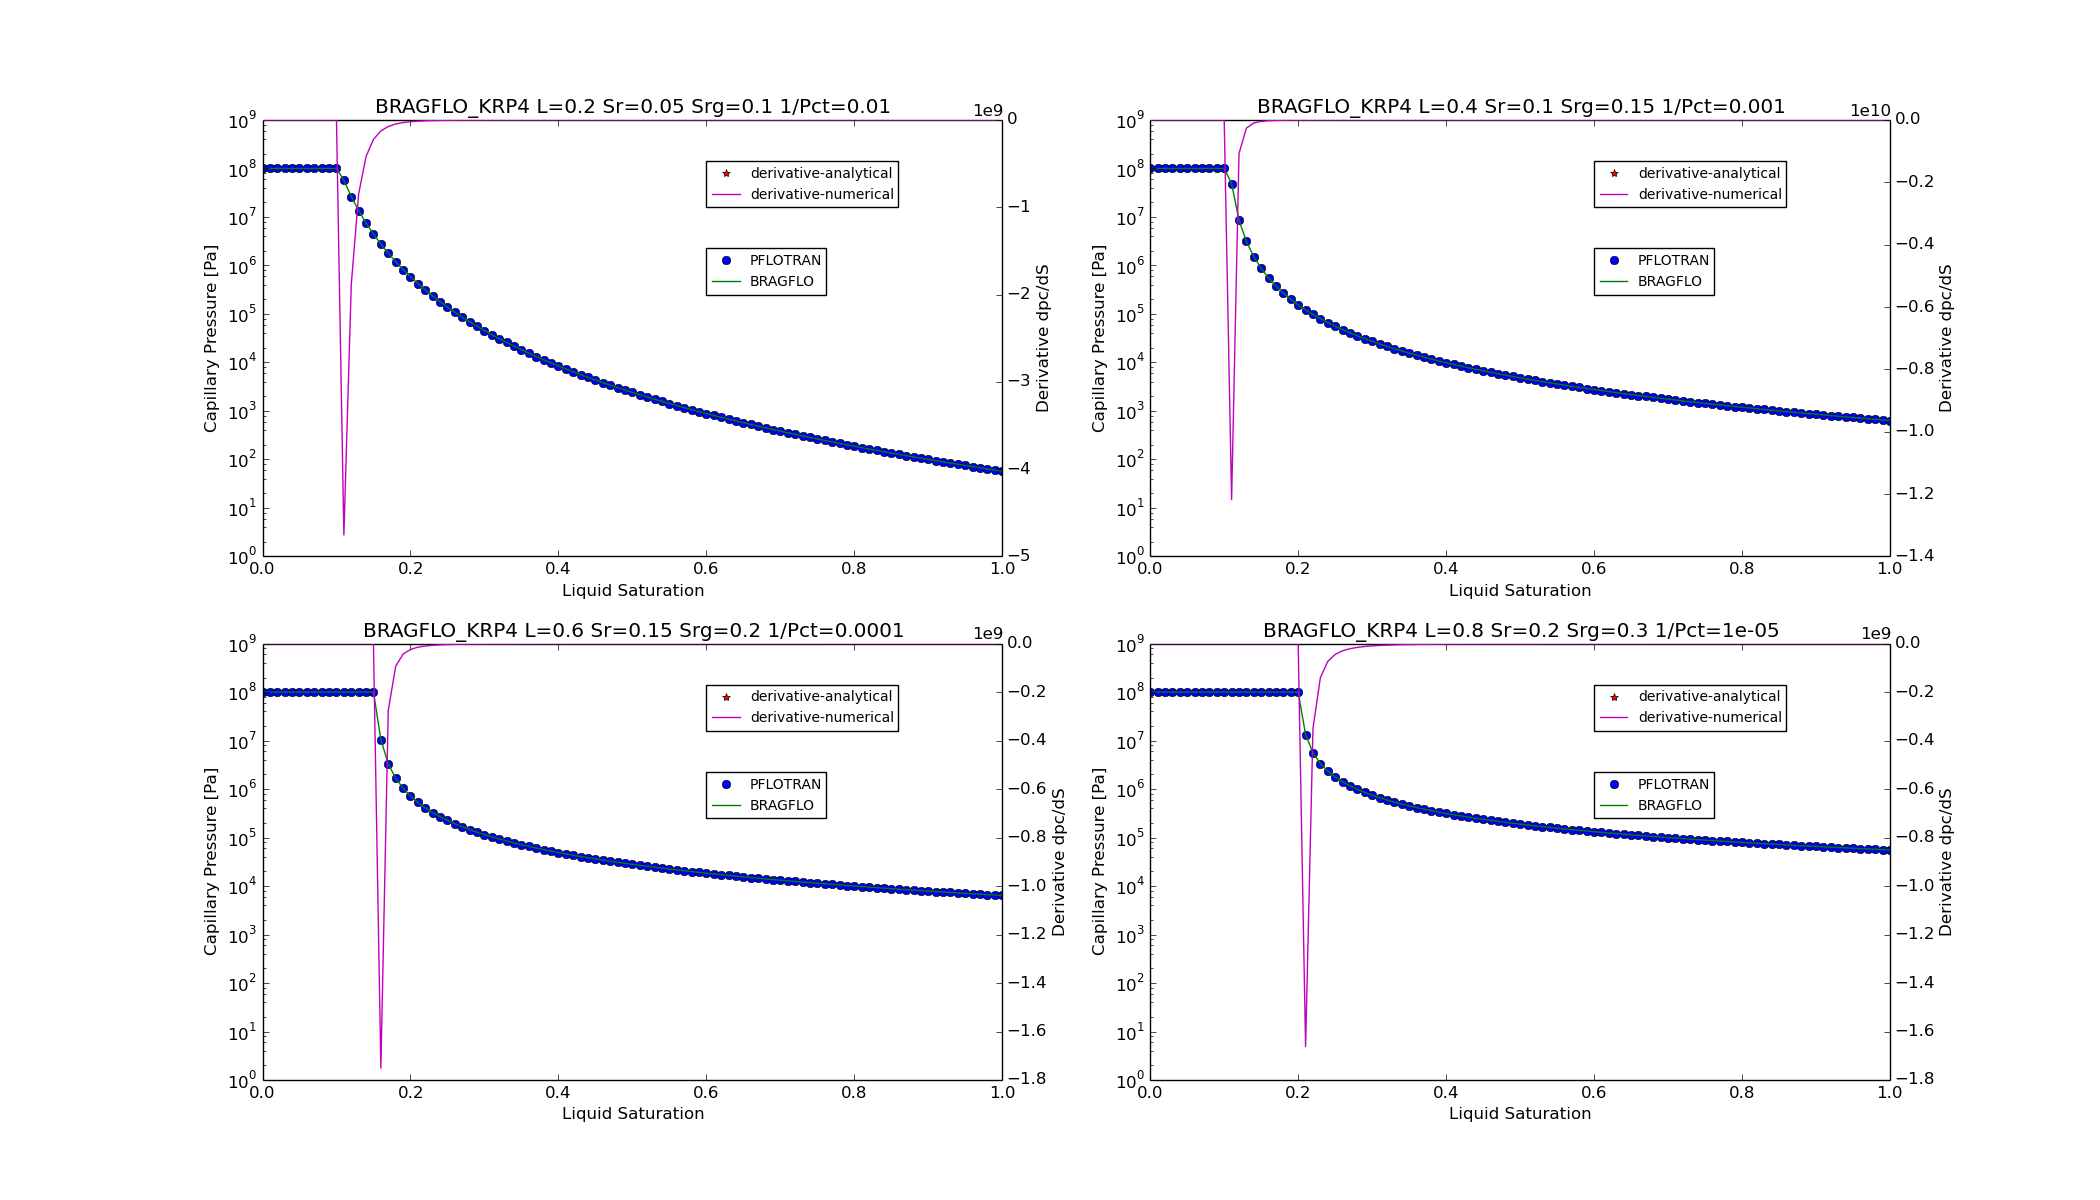 BRAGFLO_KRP4 L=0.2 Sr=0.05 Srg=0.1 1/Pct=0.01
1e9
10^9
10^8
10^7
10^6
10^5
10^4
10^3
10^2
10^1
10^0
Capillary Pressure [Pa]
derivative-analytical
derivative-numerical
PFLOTRAN
BRAGFLO
0
−1
−2
−3
−4
−5
Derivative dpc/dS
0.0 0.2 0.4 0.6 0.8 1.0
Liquid Saturation
BRAGFLO_KRP4 L=0.4 Sr=0.1 Srg=0.15 1/Pct=0.001
1e10
10^9
10^8
10^7
10^6
10^5
10^4
10^3
10^2
10^1
10^0
Capillary Pressure [Pa]
derivative-analytical
derivative-numerical
PFLOTRAN
BRAGFLO
0.0
−0.2
−0.4
−0.6
−0.8
−1.0
−1.2
−1.4
Derivative dpc/dS
0.0 0.2 0.4 0.6 0.8 1.0
Liquid Saturation
BRAGFLO_KRP4 L=0.6 Sr=0.15 Srg=0.2 1/Pct=0.0001
1e9
10^9
10^8
10^7
10^6
10^5
10^4
10^3
10^2
10^1
10^0
Capillary Pressure [Pa]
derivative-analytical
derivative-numerical
PFLOTRAN
BRAGFLO
0.0
−0.2
−0.4
−0.6
−0.8
−1.0
−1.2
−1.4
−1.6
−1.8
Derivative dpc/dS
0.0 0.2 0.4 0.6 0.8 1.0
Liquid Saturation
BRAGFLO_KRP4 L=0.8 Sr=0.2 Srg=0.3 1/Pct=1e-05
1e9
10^9
10^8
10^7
10^6
10^5
10^4
10^3
10^2
10^1
10^0
Capillary Pressure [Pa]
derivative-analytical
derivative-numerical
PFLOTRAN
BRAGFLO
0.0
−0.2
−0.4
−0.6
−0.8
−1.0
−1.2
−1.4
−1.6
−1.8
Derivative dpc/dS
0.0 0.2 0.4 0.6 0.8 1.0
Liquid Saturation